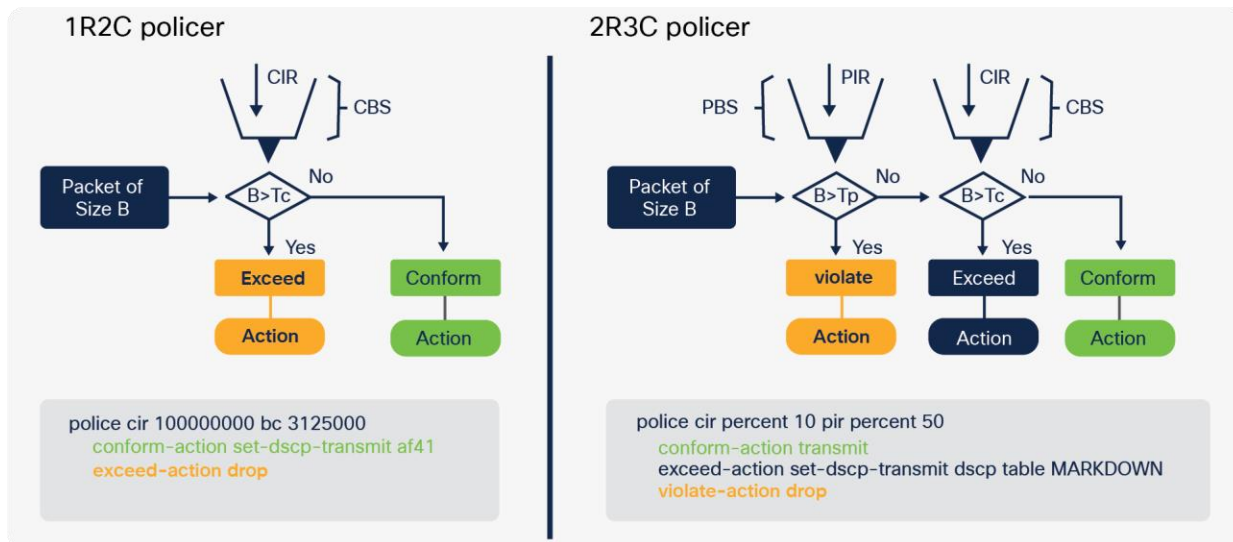 1R2C policer
CIR
CBS
Packet of
Size B
B>Tc
No
Yes
Exceed
Conform
Action
Action
police cir 100000000 bc 3125000
conform-action set-dscp-transmit af41
exceed-action drop
2R3C policer
PIR
CIR
PBS
CBS
Packet of
Size B
B>Tp
No
B>Tc
No
Yes
Yes
violate
Exceed
Conform
Action
Action
Action
police cir percent 10 pir percent 50
conform-action transmit
exceed-action set-dscp-transmit dscp table MARKDOWN
violate-action drop